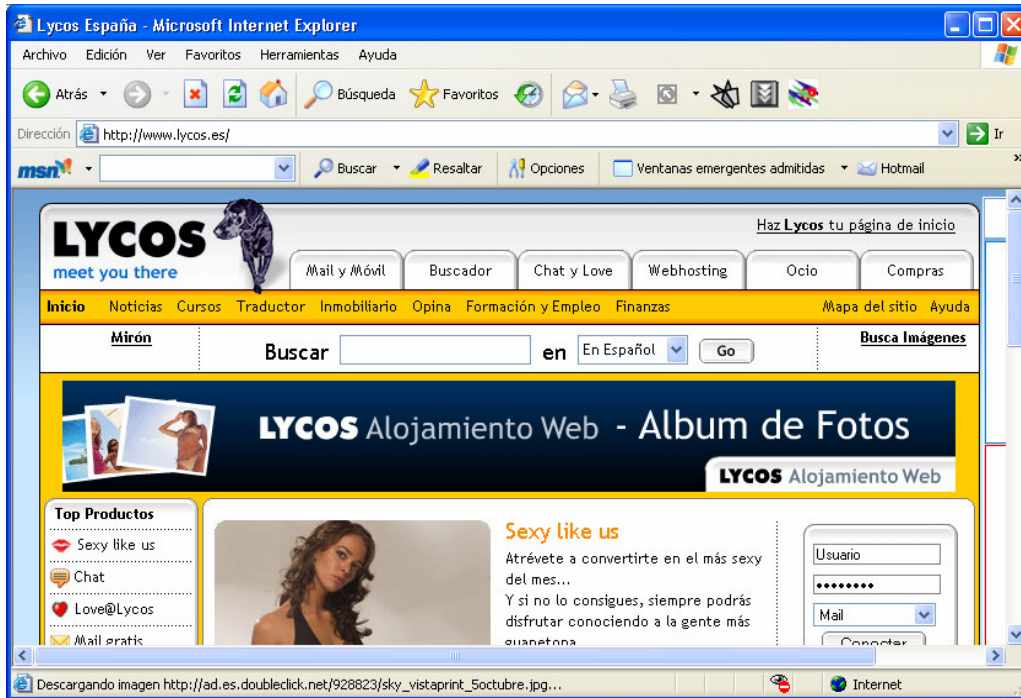 Lycos España - Microsoft Internet Explorer
Archivo Edición Ver Favoritos Herramientas Ayuda
Atrás Búsqueda Favoritos
Dirección http://www.lycos.es/ Ir
msn Buscar Resaltar Opciones Ventanas emergentes admitidas Hotmail »
LYCOS
meet you there
Haz Lycos tu página de inicio
Mail y Móvil Buscador Chat y Love Webhosting Ocio Compras
Inicio Noticias Cursos Traductor Inmobiliario Opina Formación y Empleo Finanzas Mapa del sitio Ayuda
Mirón Buscar en En Español Go Busca Imágenes
LYCOS Alojamiento Web - Album de Fotos
LYCOS Alojamiento Web
Top Productos
Sexy like us
Chat
Love@Lycos
Mail gratis
Sexy like us
Atrévete a convertirte en el más sexy
del mes...
Y si no lo consigues, siempre podrás
disfrutar conociendo a la gente más
guapetona
Usuario
••••••••
Mail
Conectar
Descargando imagen http://ad.es.doubleclick.net/928823/sky_vistaprint_5octubre.jpg... Internet